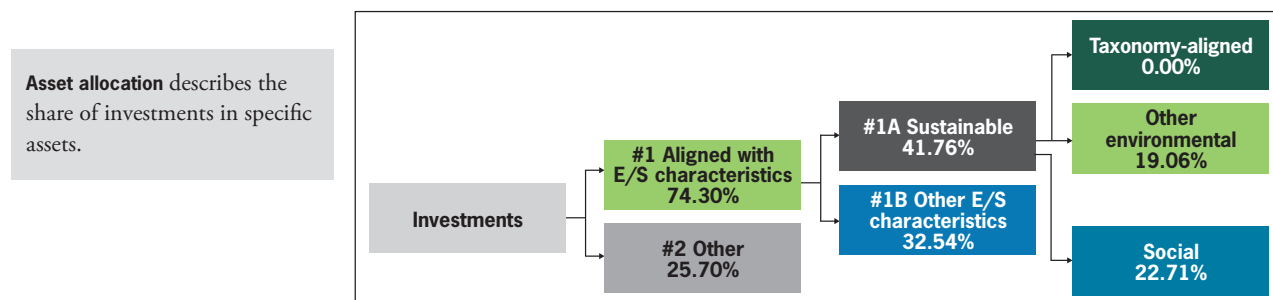 Asset allocation describes the
share of investments in specific
assets.
Investments
#1 Aligned with
E/S characteristics
74.30%
#2 Other
25.70%
#1A Sustainable
41.76%
#1B Other E/S
characteristics
32.54%
Taxonomy-aligned
0.00%
Other
environmental
19.06%
Social
22.71%